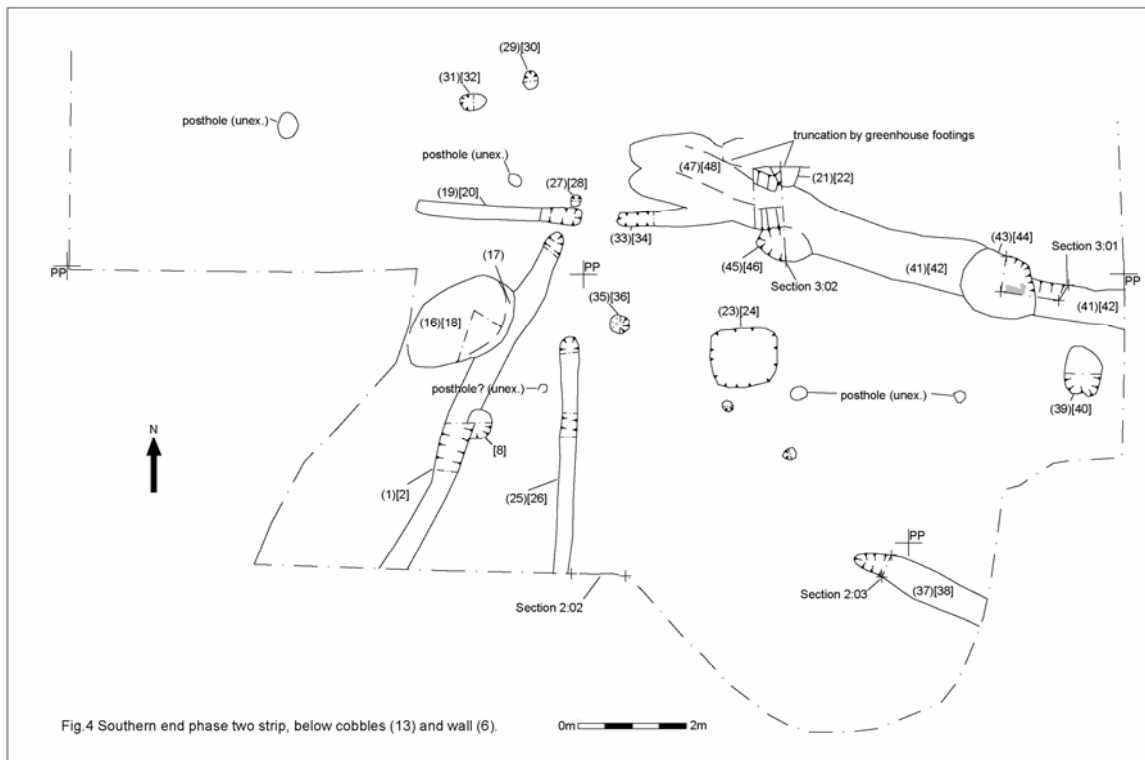 (29)[30]
(31)[32]
posthole (unex.)
truncation by greenhouse footings
posthole (unex.)
(47)[48]
(21)[22]
(27)[28]
(19)[20]
(33)[34]
(43)[44]
Section 3:01
(17)
PP
PP
PP
(45)[46]
(41)[42]
Section 3:02
(35)[36]
(41)[42]
(16)[18]
(23)[24]
posthole? (unex.)
posthole (unex.)
(39)[40]
N
[8]
(1)[2]
(25)[26]
PP
Section 2:02
Section 2:03
(37)[38]
Fig.4 Southern end phase two strip, below cobbles (13) and wall (6).
0m
2m